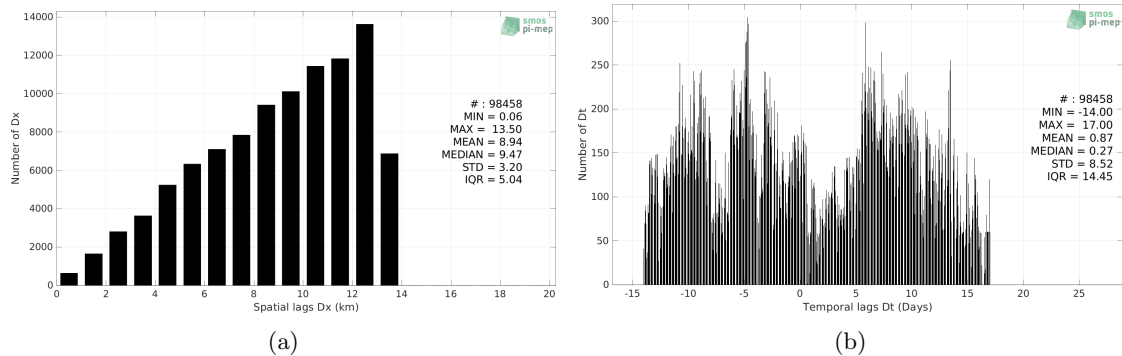 14000
12000
10000
8000
6000
4000
2000
0
Number of Dx
0 2 4 6 8 10 12 14 16 18 20
Spatial lags Dx (km)
smos
pi-mep
# : 98458
MIN = 0.06
MAX = 13.50
MEAN = 8.94
MEDIAN = 9.47
STD = 3.20
IQR = 5.04
(a)
300
250
200
150
100
50
0
Number of Dt
-15 -10 -5 0 5 10 15 20 25
Temporal lags Dt (Days)
smos
pi-mep
# : 98458
MIN = -14.00
MAX = 17.00
MEAN = 0.87
MEDIAN = 0.27
STD = 8.52
IQR = 14.45
(b)